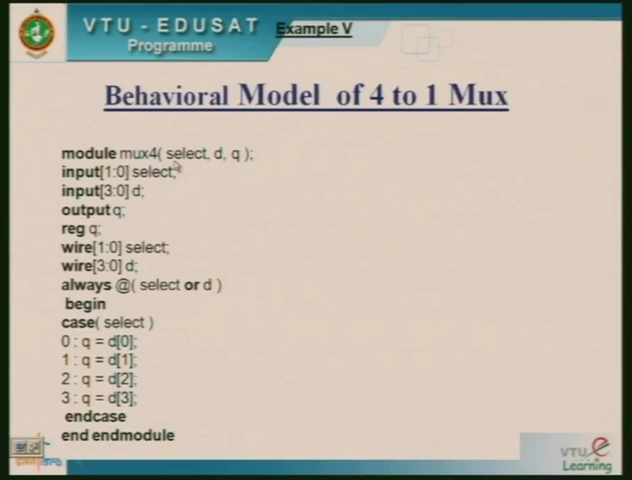 VTU - EDUSAT
Programme
Example V
Behavioral Model of 4 to 1 Mux
module mux4( select, d, q );
input[1:0] select;
input[3:0] d;
output q;
reg q;
wire[1:0] select;
wire[3:0] d;
always @( select or d )
begin
case( select )
0 : q = d[0];
1 : q = d[1];
2 : q = d[2];
3 : q = d[3];
endcase
end endmodule
VTU
Learning